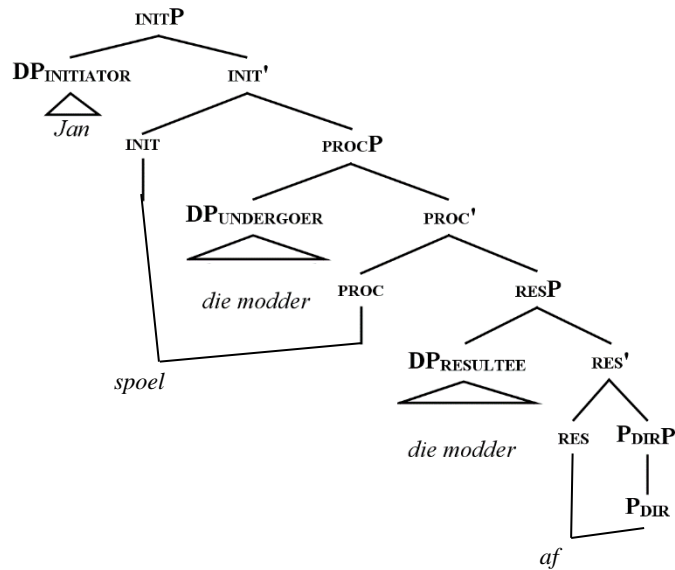 INITP
DPINITIATOR INIT'
Jan
INIT PROCP
DPUNDERGOER PROC'
die modder PROC RESP
spoel DPRESULTEE RES'
die modder RES PDIRP
PDIR
af